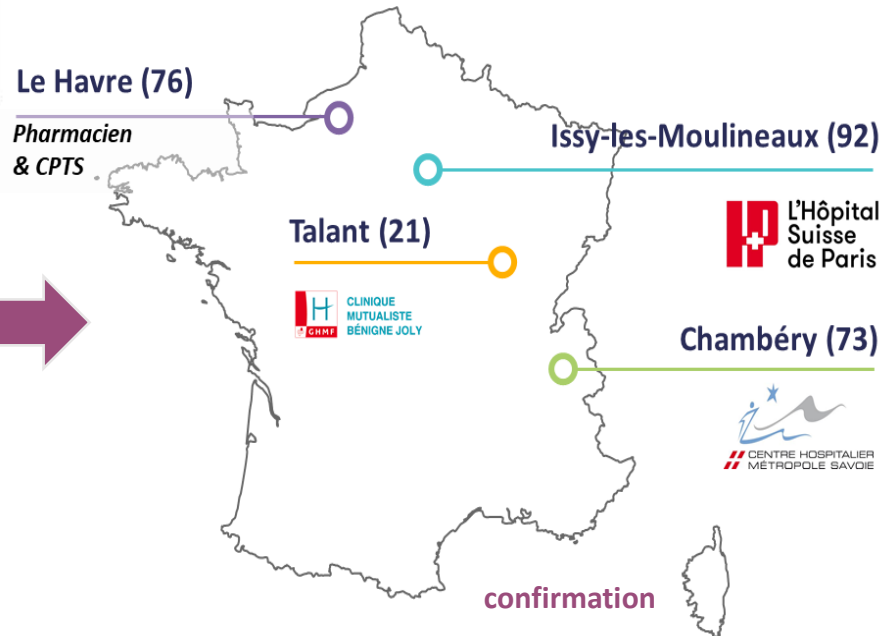 Le Havre (76)
Pharmacien
& CPTS
Issy-les-Moulineaux (92)
L'Hôpital
Suisse
de Paris
Talant (21)
H
GHMF
CLINIQUE
MUTUALISTE
BÉNIGNE JOLY
Chambéry (73)
CENTRE HOSPITALIER
MÉTROPOLE SAVOIE
confirmation